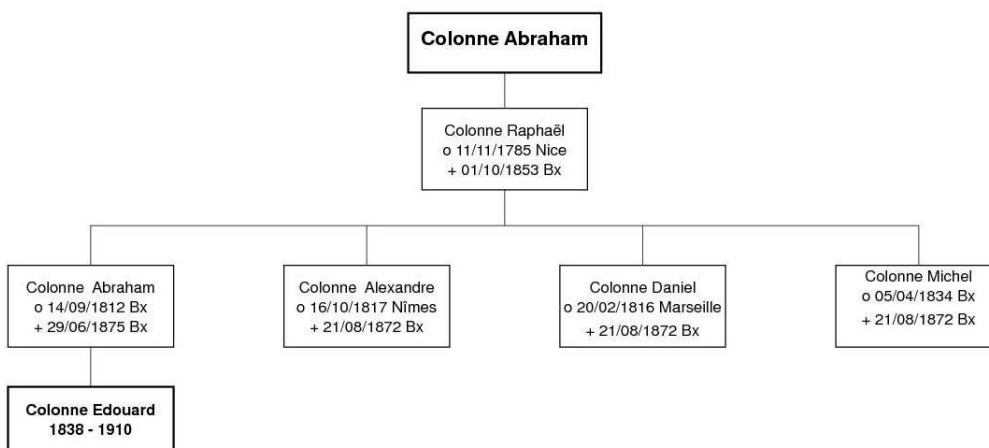 Colonne Abraham
Colonne Raphaël
o 11/11/1785 Nice
+ 01/10/1853 Bx
Colonne Abraham
o 14/09/1812 Bx
+ 29/06/1875 Bx
Colonne Alexandre
o 16/10/1817 Nîmes
+ 21/08/1872 Bx
Colonne Daniel
o 20/02/1816 Marseille
+ 21/08/1872 Bx
Colonne Michel
o 05/04/1834 Bx
+ 21/08/1872 Bx
Colonne Edouard
1838 - 1910